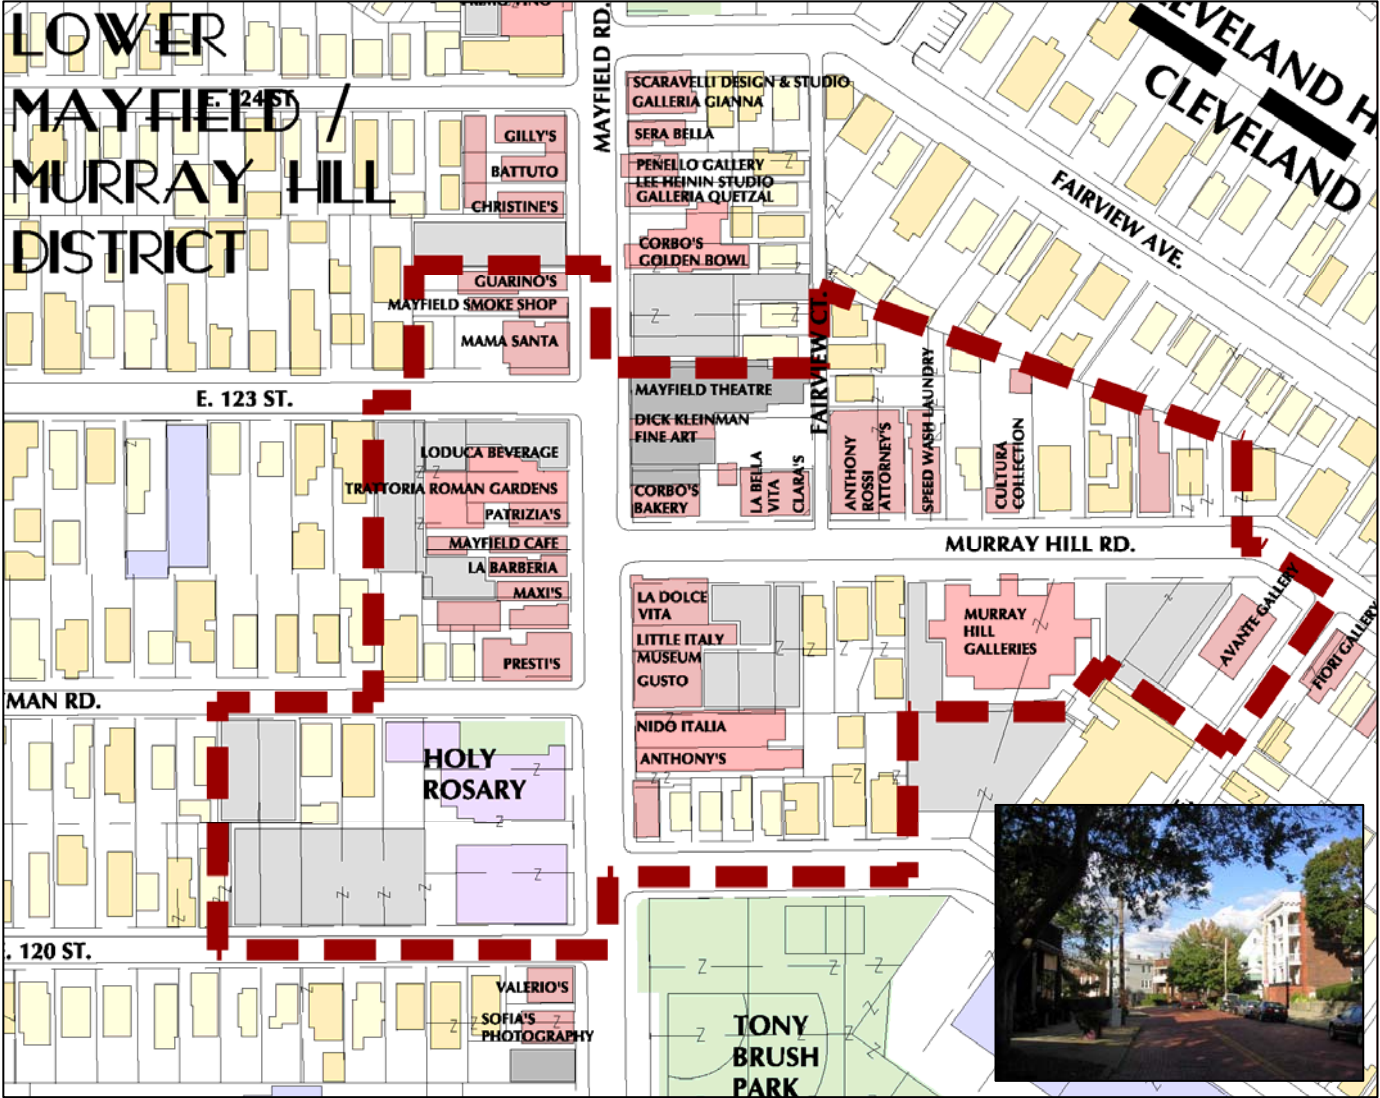 LOWER
MAYFIELD /
MURRAY HILL
DISTRICT
E. 124 ST
MAYFIELD RD.
GILLY'S
BATTUTO
CHRISTINE'S
GUARINO'S
MAYFIELD SMOKE SHOP
MAMA SANTA
SCARAVELLI DESIGN & STUDIO
GALLERIA GIANNA
SERA BELLA
PENELLO GALLERY
LEE HEININ STUDIO
GALLERIA QUETZAL
CORBO'S
GOLDEN BOWL
CLEVELAND H
CLEVELAND
FAIRVIEW AVE.
FAIRVIEW CT.
E. 123 ST.
MAYFIELD THEATRE
DICK KLEINMAN
FINE ART
CORBO'S
BAKERY
LA BELLA
VITA
CLARA'S
ANTHONY
ROSSI
ATTORNEY'S
SPEED WASH LAUNDRY
CULTURA
COLLECTION
LODUCA BEVERAGE
TRATTORIA ROMAN GARDENS
PATRIZIA'S
MAYFIELD CAFE
LA BARBERIA
MAXI'S
PRESTI'S
MURRAY HILL RD.
LA DOLCE
VITA
LITTLE ITALY
MUSEUM
GUSTO
NIDO ITALIA
ANTHONY'S
MURRAY
HILL
GALLERIES
AVANTE GALLERY
FIORI GALLERY
MAN RD.
HOLY
ROSARY
E. 120 ST.
VALERIO'S
SOFIA'S
PHOTOGRAPHY
TONY
BRUSH
PARK